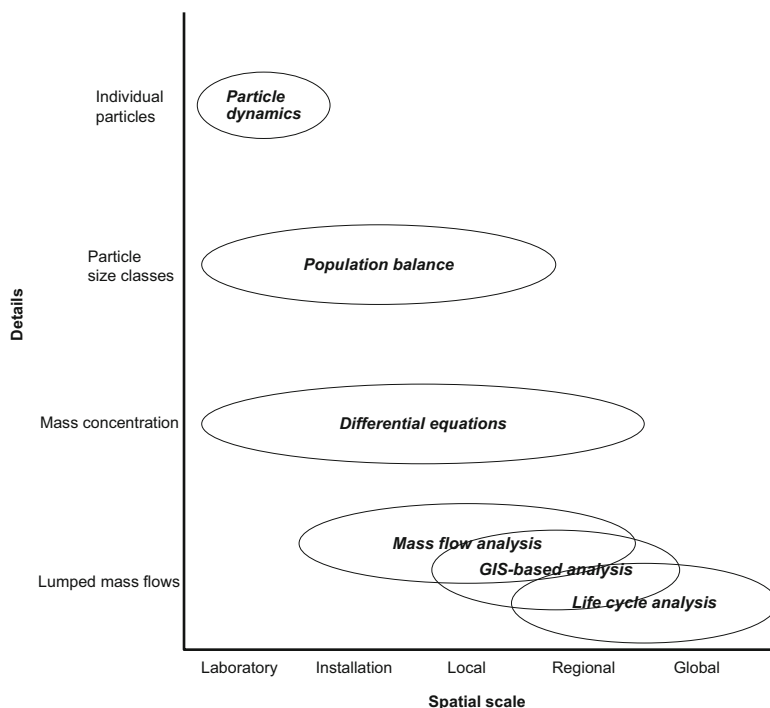 Individual
particles
Particle
dynamics
Particle
size classes
Population balance
Details
Mass concentration
Differential equations
Mass flow analysis
GIS-based analysis
Lumped mass flows
Life cycle analysis
Laboratory
Installation
Local
Regional
Global
Spatial scale